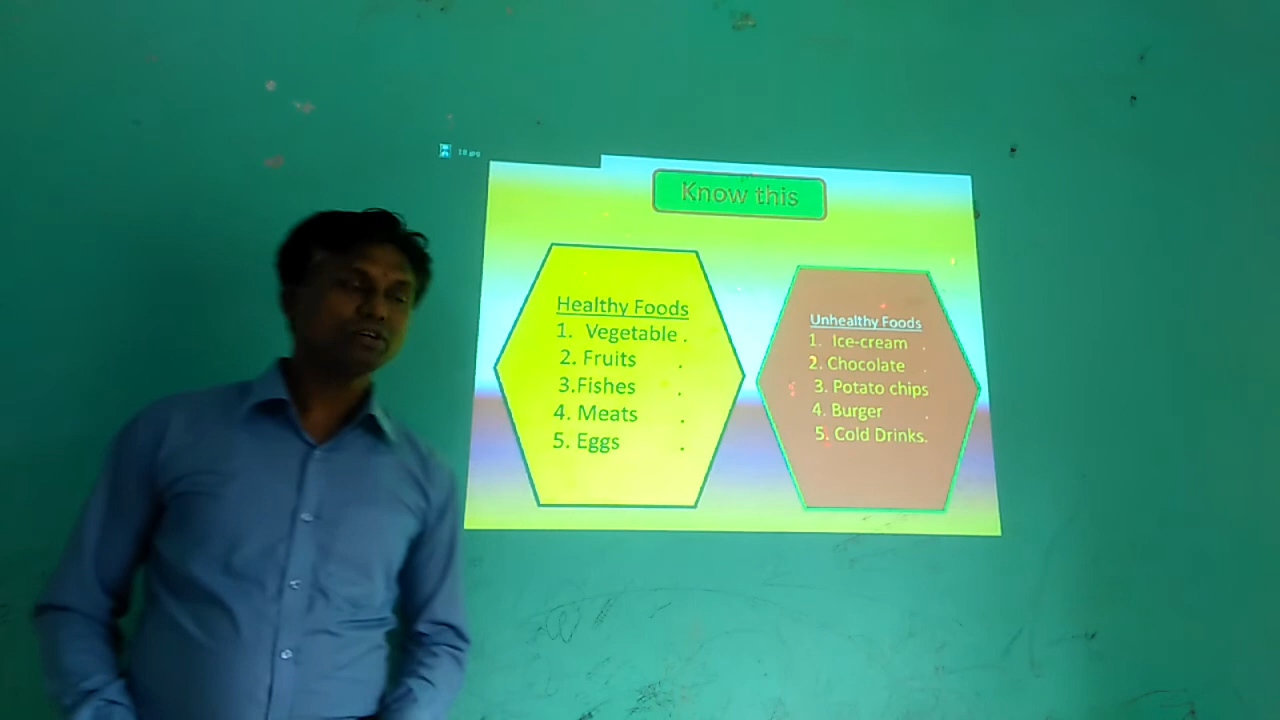 Know this
Healthy Foods
1. Vegetable .
2. Fruits .
3.Fishes .
4. Meats .
5. Eggs .
Unhealthy Foods
1. Ice-cream .
2. Chocolate .
3. Potato chips
4. Burger .
5. Cold Drinks.